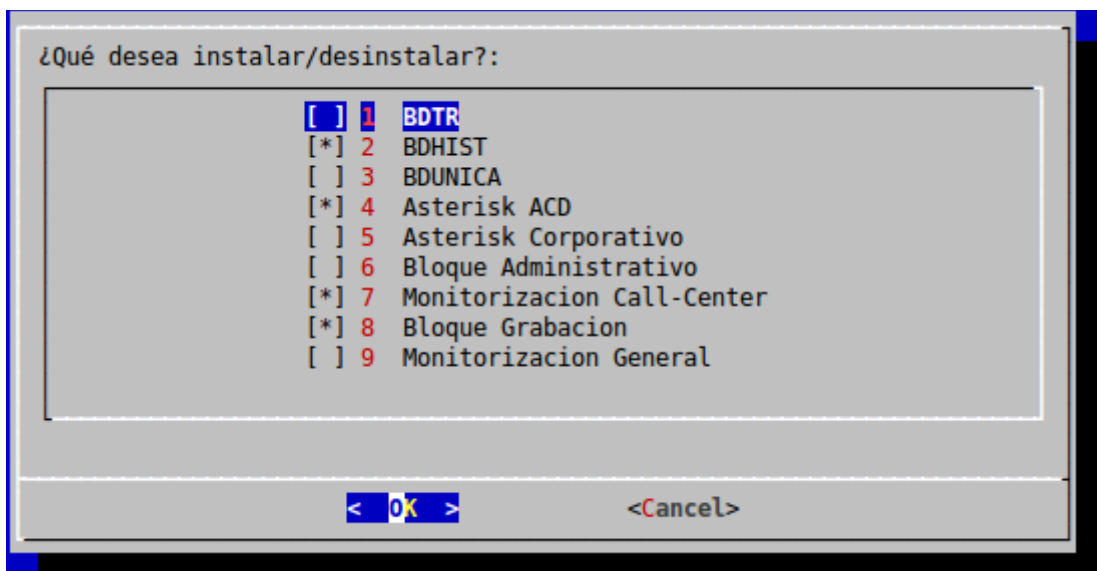 ¿Qué desea instalar/desinstalar?:
[ ] 1 BDTR
[*] 2 BDHIST
[ ] 3 BDUNICA
[*] 4 Asterisk ACD
[ ] 5 Asterisk Corporativo
[ ] 6 Bloque Administrativo
[*] 7 Monitorizacion Call-Center
[*] 8 Bloque Grabacion
[ ] 9 Monitorizacion General
< OK > <Cancel>